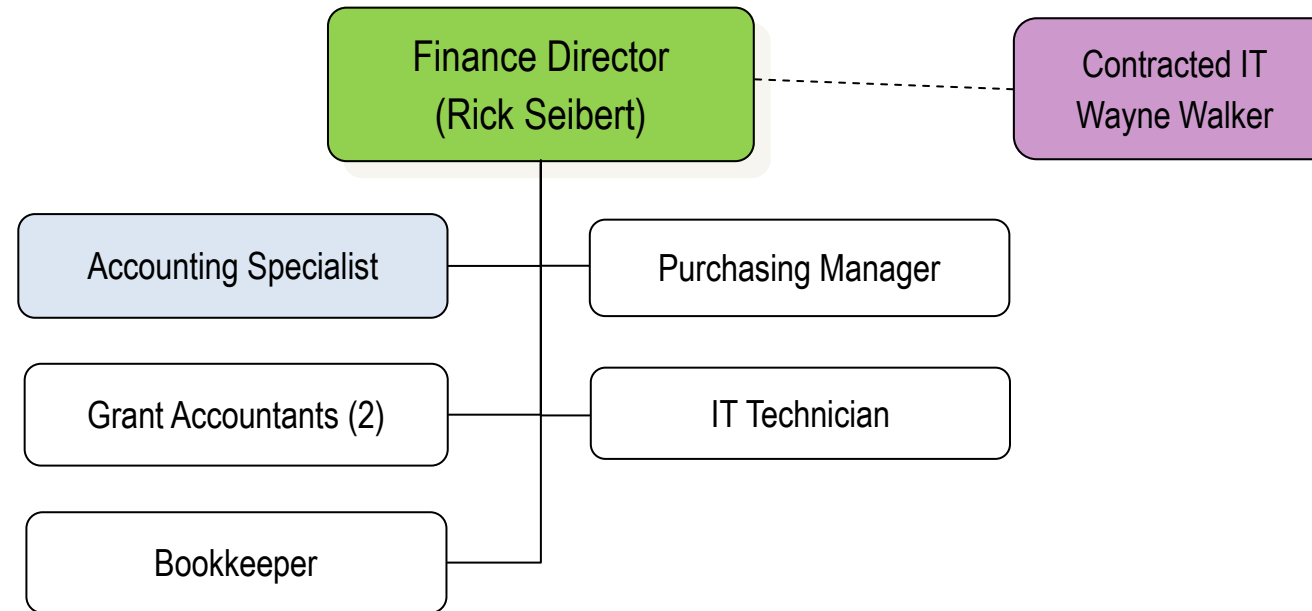 Finance Director
(Rick Seibert)
Contracted IT
Wayne Walker
Accounting Specialist
Purchasing Manager
Grant Accountants (2)
IT Technician
Bookkeeper